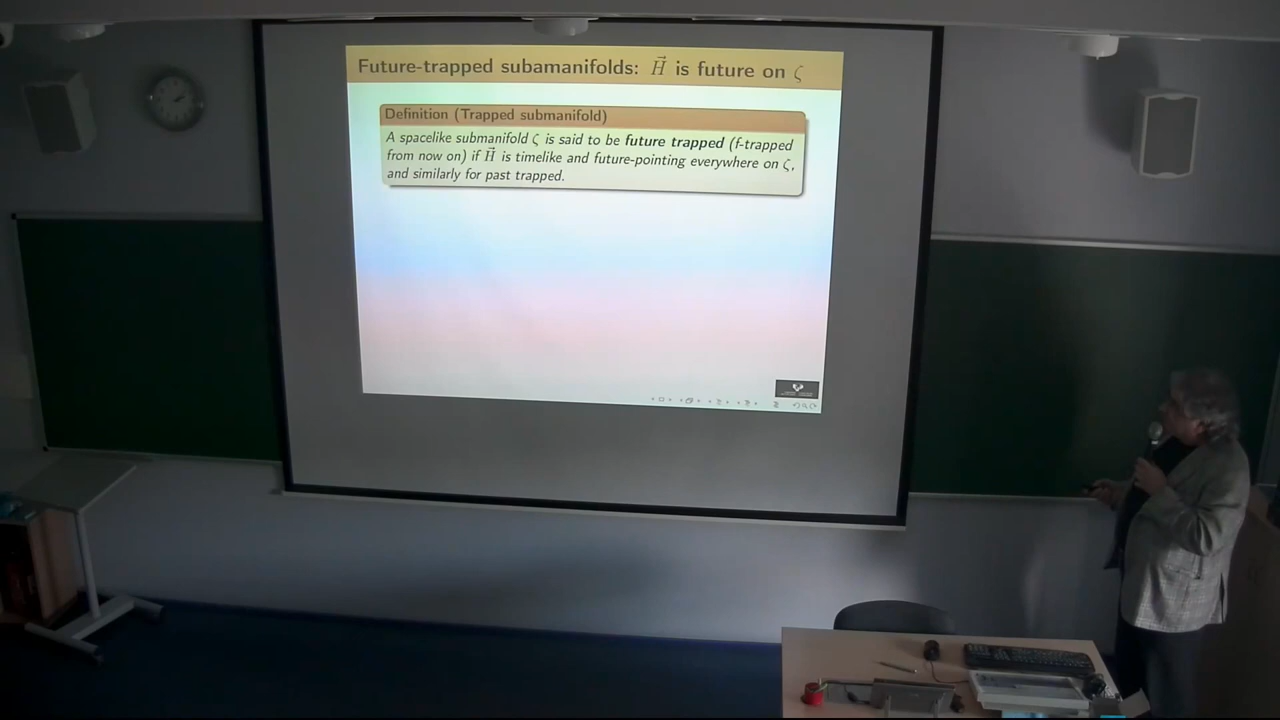 Future-trapped subamanifolds: H⃗ is future on ζ
Definition (Trapped submanifold)
A spacelike submanifold ζ is said to be future trapped (f-trapped
from now on) if H⃗ is timelike and future-pointing everywhere on ζ,
and similarly for past trapped.